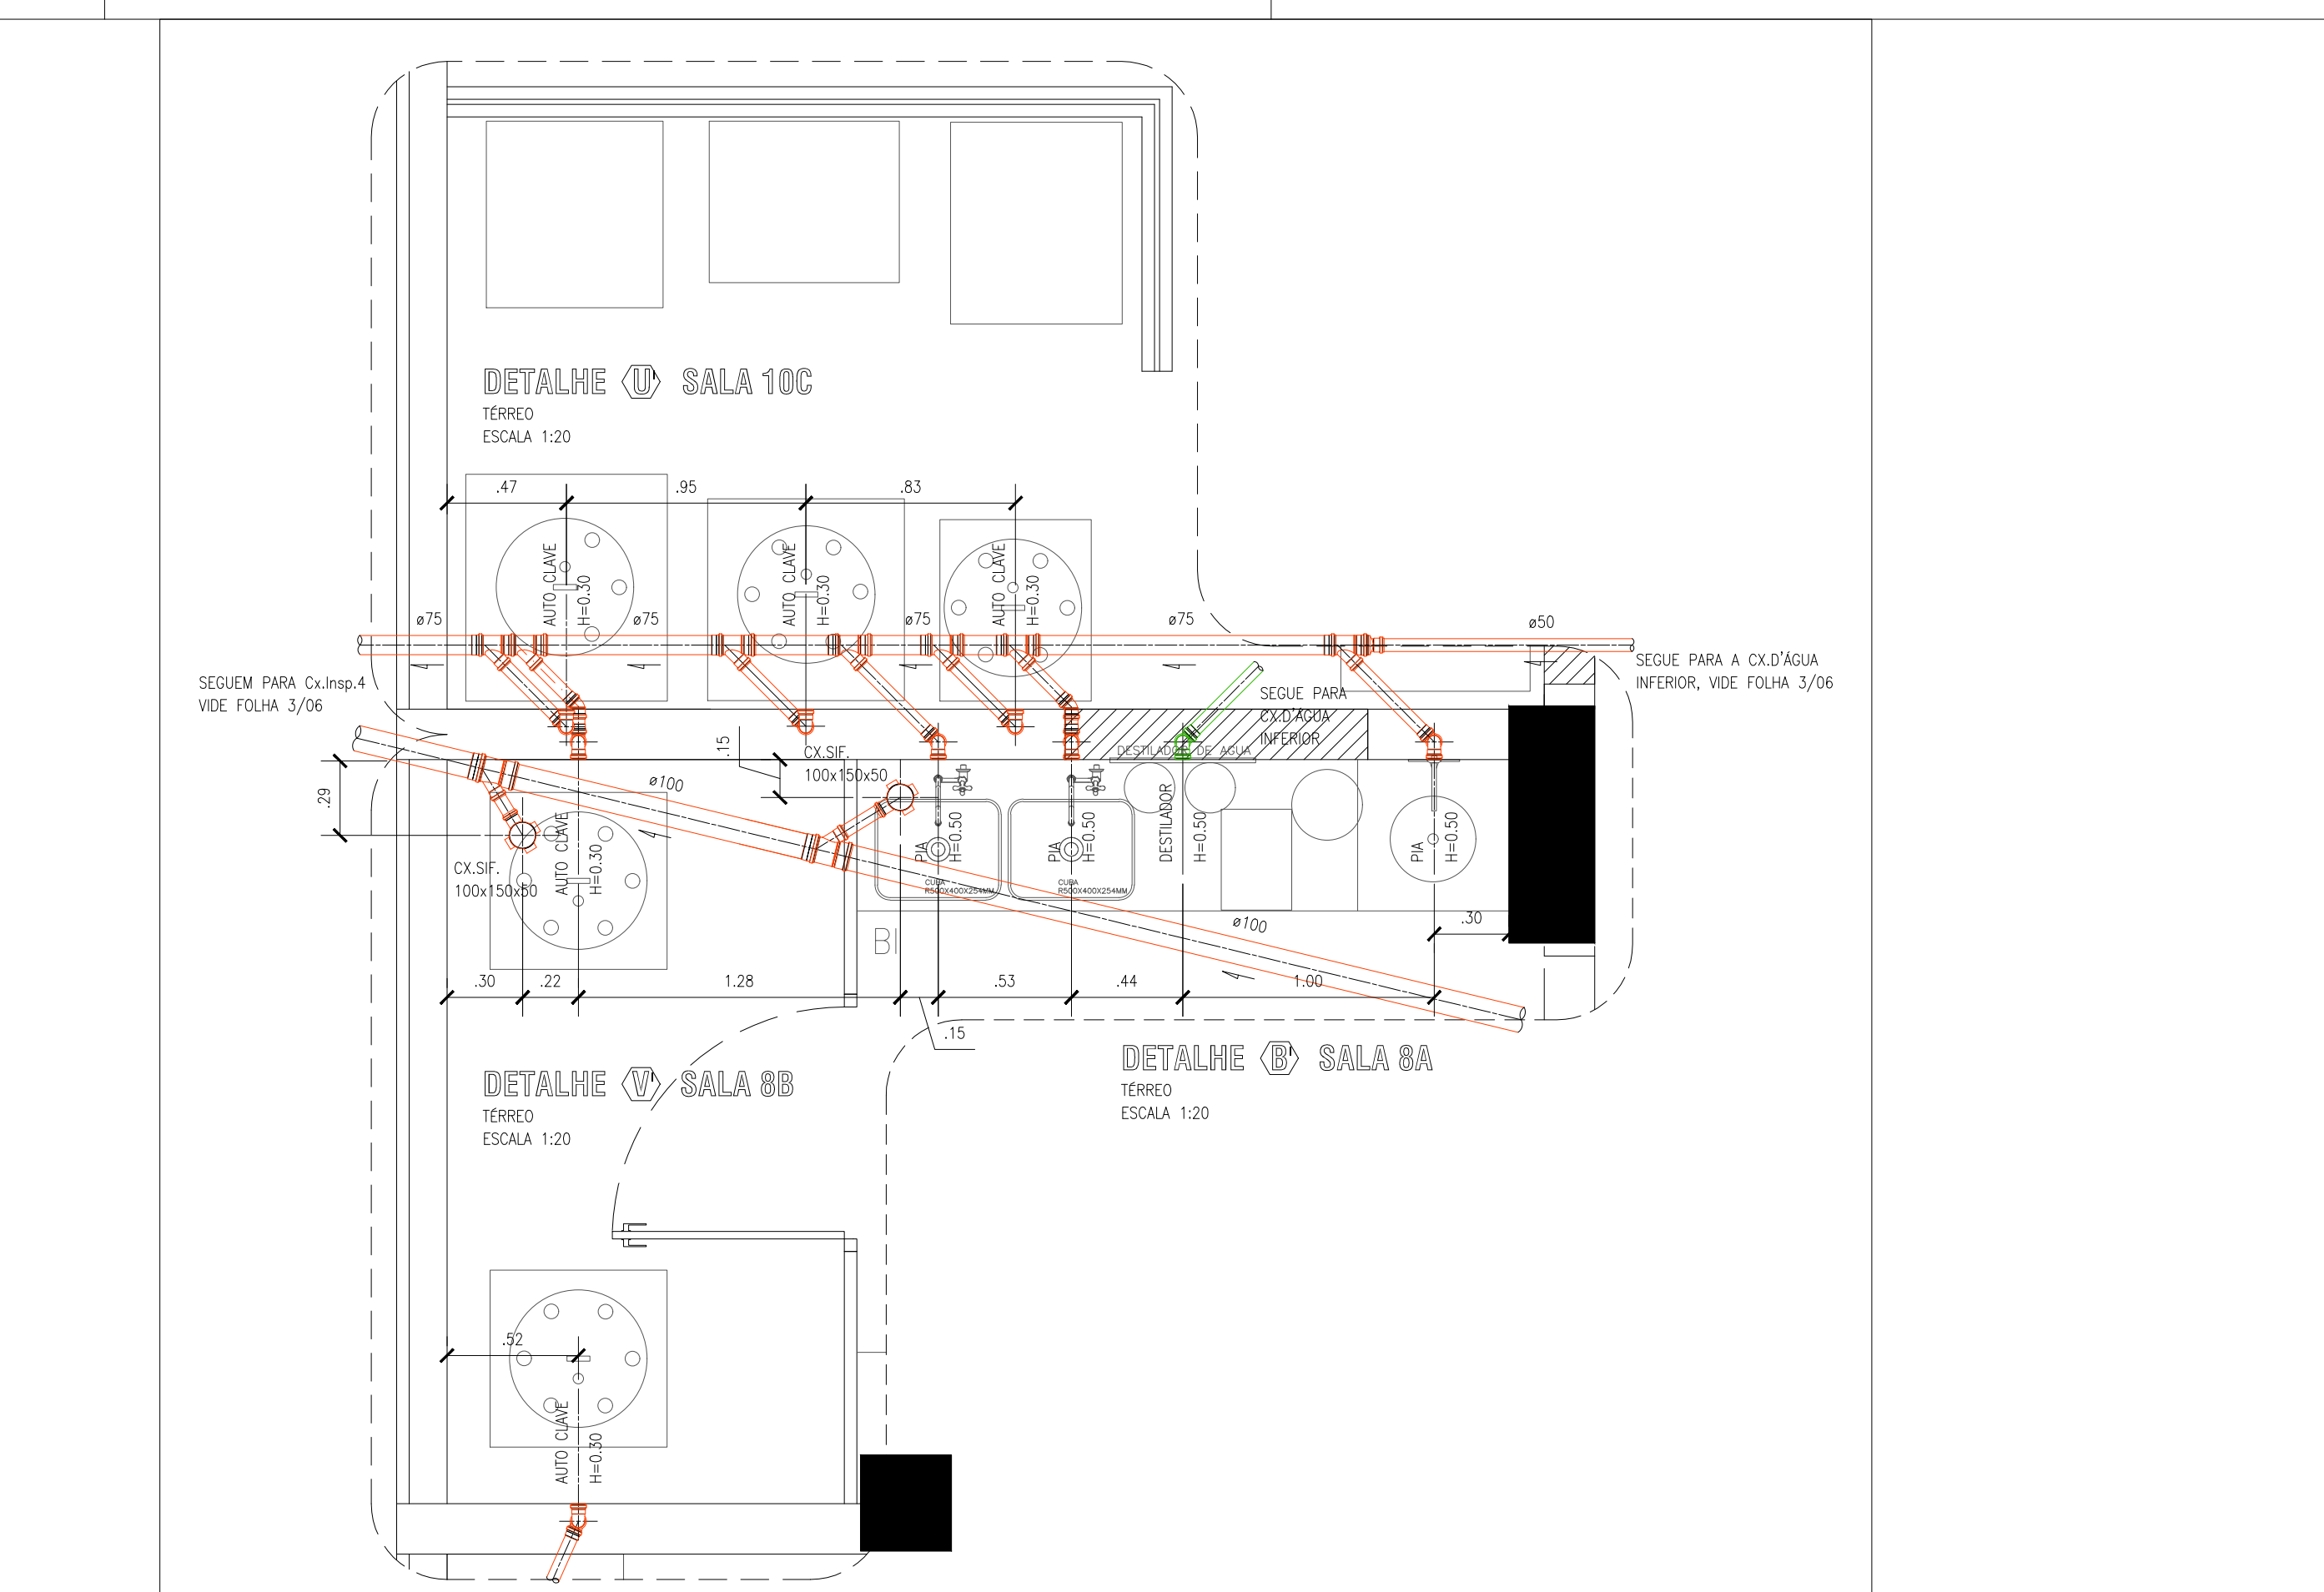 DETALHE U' SALA 10C
TÉRREO
ESCALA 1:20
.47
.95
.83
AUTO CLAVE
H=0.30
AUTO CLAVE
H=0.30
AUTO CLAVE
H=0.30
ø75
ø75
ø75
ø75
ø50
SEGUE PARA A CX.D'ÁGUA
INFERIOR, VIDE FOLHA 3/06
SEGUEM PARA Cx.Insp.4
VIDE FOLHA 3/06
SEGUE PARA
CX.D'ÁGUA
INFERIOR
.15
CX.SIF.
100x150x50
DESTILADOR DE AGUA
.29
ø100
CX.SIF.
100x150x50
AUTO CLAVE
H=0.30
PIA
H=0.50
CUBA
R500X400X254MM
PIA
H=0.50
CUBA
R500X400X254MM
DESTILADOR
H=0.50
PIA
H=0.50
.30
ø100
B
.30
.22
1.28
.53
.44
1.00
.15
DETALHE B' SALA 8A
TÉRREO
ESCALA 1:20
DETALHE V' SALA 8B
TÉRREO
ESCALA 1:20
.52
AUTO CLAVE
H=0.30